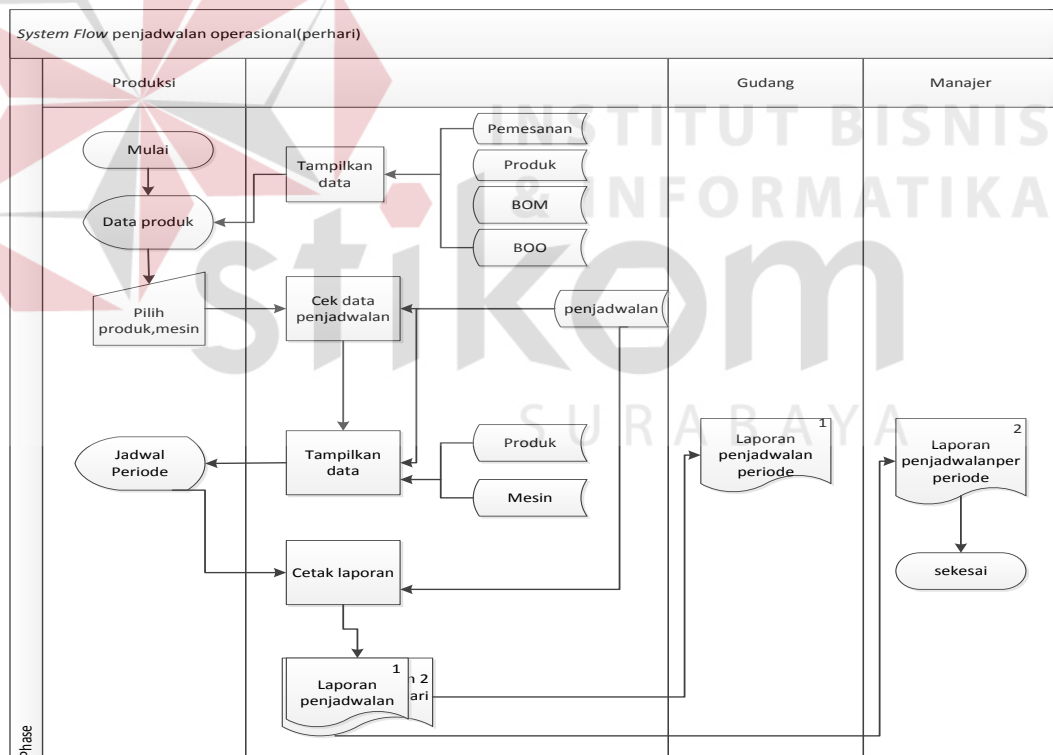 System Flow penjadwalan operasional(perhari)
Produksi
Gudang
Manajer
INSTITUT BISNIS
& INFORMATIKA
stikom
SURABAYA
Mulai
Tampilkan
data
Pemesanan
Produk
BOM
BOO
Data produk
Pilih
produk,mesin
Cek data
penjadwalan
penjadwalan
Jadwal
Periode
Tampilkan
data
Produk
Mesin
1
Laporan
penjadwalan
periode
2
Laporan
penjadwalanper
periode
Cetak laporan
sekesai
1
Laporan
penjadwalan
2
ari
Phase